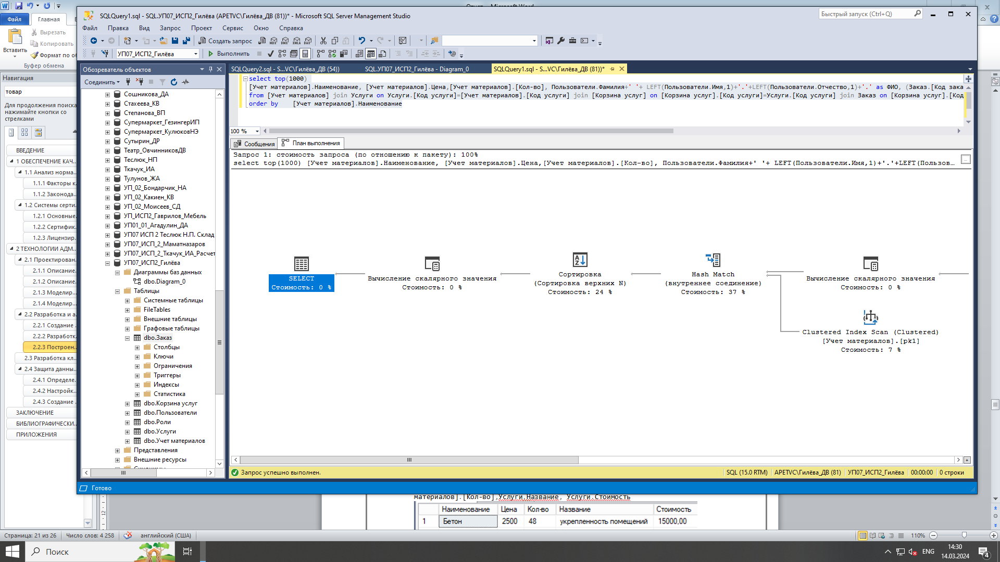 SQLQuery1.sql - SQL.УП07_ИСП2_Гилёва (APETVC\Гилёва_ДВ (81))* - Microsoft SQL Server Management Studio
Быстрый запуск (Ctrl+Q)
Файл
Главная
Вырезать
Копировать
Вставить
Формат по об
Буфер обмена
Файл Правка Вид Запрос Проект Сервис Окно Справка
Создать запрос
УП07_ИСП2_Гилёва
Выполнить
Навигация
товар
Для продолжения поиска
нажимайте кнопки со
стрелками
ВВЕДЕНИЕ
1 ОБЕСПЕЧЕНИЕ КАЧ...
1.1 Анализ норма...
1.1.1 Факторы к...
1.1.2 Законода...
1.2 Системы серти...
1.2.1 Основные...
1.2.2 Сертифик...
1.2.3 Лицензир...
2 ТЕХНОЛОГИИ АДМ...
2.1 Проектирован...
2.1.1 Описание...
2.1.2 Описание...
2.1.3 Моделир...
2.1.4 Моделир...
2.2 Разработка и а...
2.2.1 Создание ...
2.2.2 Разработк...
2.2.3 Построен...
2.3 Разработка кл...
2.4 Защита данны...
2.4.1 Определе...
2.4.2 Настройк...
2.4.3 Создание ...
ЗАКЛЮЧЕНИЕ
БИБЛИОГРАФИЧЕСКИ...
ПРИЛОЖЕНИЯ
Обозреватель объектов
Соединить
Сошникова_ДА
Стахеева_КВ
Степанова_ВП
Супермаркет_ГезингерИП
Супермаркет_КулюковНЭ
Сутырин_ДР
Театр_ОвчинниковДВ
Теслюк_НП
Ткачук_ИА
Тулунов_ЖА
УП_02_Бондарчик_НА
УП_02_Какиен_КВ
УП_02_Моисеев_СД
УП_ИСП2_Гаврилов_Мебель
УП01_01_Агадулин_ДА
УП07 ИСП 2 Теслюк Н.П. Склад
УП07_ИСП_2_Маматназаров
УП07_ИСП_2_Ткачук_ИА_Расчет
УП07_ИСП2_Гилёва
Диаграммы баз данных
dbo.Diagram_0
Таблицы
Системные таблицы
FileTables
Внешние таблицы
Графовые таблицы
dbo.Заказ
Столбцы
Ключи
Ограничения
Триггеры
Индексы
Статистика
dbo.Корзина услуг
dbo.Пользователи
dbo.Роли
dbo.Услуги
dbo.Учет материалов
Представления
Внешние ресурсы
SQLQuery2.sql - S...VC\Гилёва_ДВ (54))
SQL.УП07_ИСП2_Гилёва - Diagram_0
SQLQuery1.sql - S...VC\Гилёва_ДВ (81))*
select top(1000)
[Учет материалов].Наименование, [Учет материалов].Цена,[Учет материалов].[Кол-во], Пользователи.Фамилия+' '+ LEFT(Пользователи.Имя,1)+'.'+LEFT(Пользователи.Отчество,1)+'.' as ФИО, (Заказ.[Код зака
from [Учет материалов] join Услуги on Услуги.[Код услуги]=[Учет материалов].[Код услуги] join [Корзина услуг] on [Корзина услуг].[Код услуги]=Услуги.[Код услуги] join Заказ on [Корзина услуг].[Код
order by [Учет материалов].Наименование
100 %
Сообщения
План выполнения
Запрос 1: стоимость запроса (по отношению к пакету): 100%
select top(1000) [Учет материалов].Наименование, [Учет материалов].Цена,[Учет материалов].[Кол-во], Пользователи.Фамилия+' '+ LEFT(Пользователи.Имя,1)+'.'+LEFT(Пользов...
SELECT
Стоимость: 0 %
Вычисление скалярного значения
Стоимость: 0 %
Сортировка
(Сортировка верхних N)
Стоимость: 24 %
Hash Match
(внутреннее соединение)
Стоимость: 37 %
Вычисление скалярного значения
Стоимость: 0 %
Clustered Index Scan (Clustered)
[Учет материалов].[pk1]
Стоимость: 7 %
Запрос успешно выполнен.
SQL (15.0 RTM)
APETVC\Гилёва_ДВ (81)
УП07_ИСП2_Гилёва
00:00:00
0 строки
Готово
материалов].[Кол-во],Услуги.Название, Услуги.Стоимость
Наименование Цена Кол-во Название Стоимость
1 Бетон 2500 48 укрепленность помещений 15000,00
12
Страница: 21 из 26
Число слов: 4 258
английский (США)
110%
Поиск
ENG
14:30
14.03.2024
4